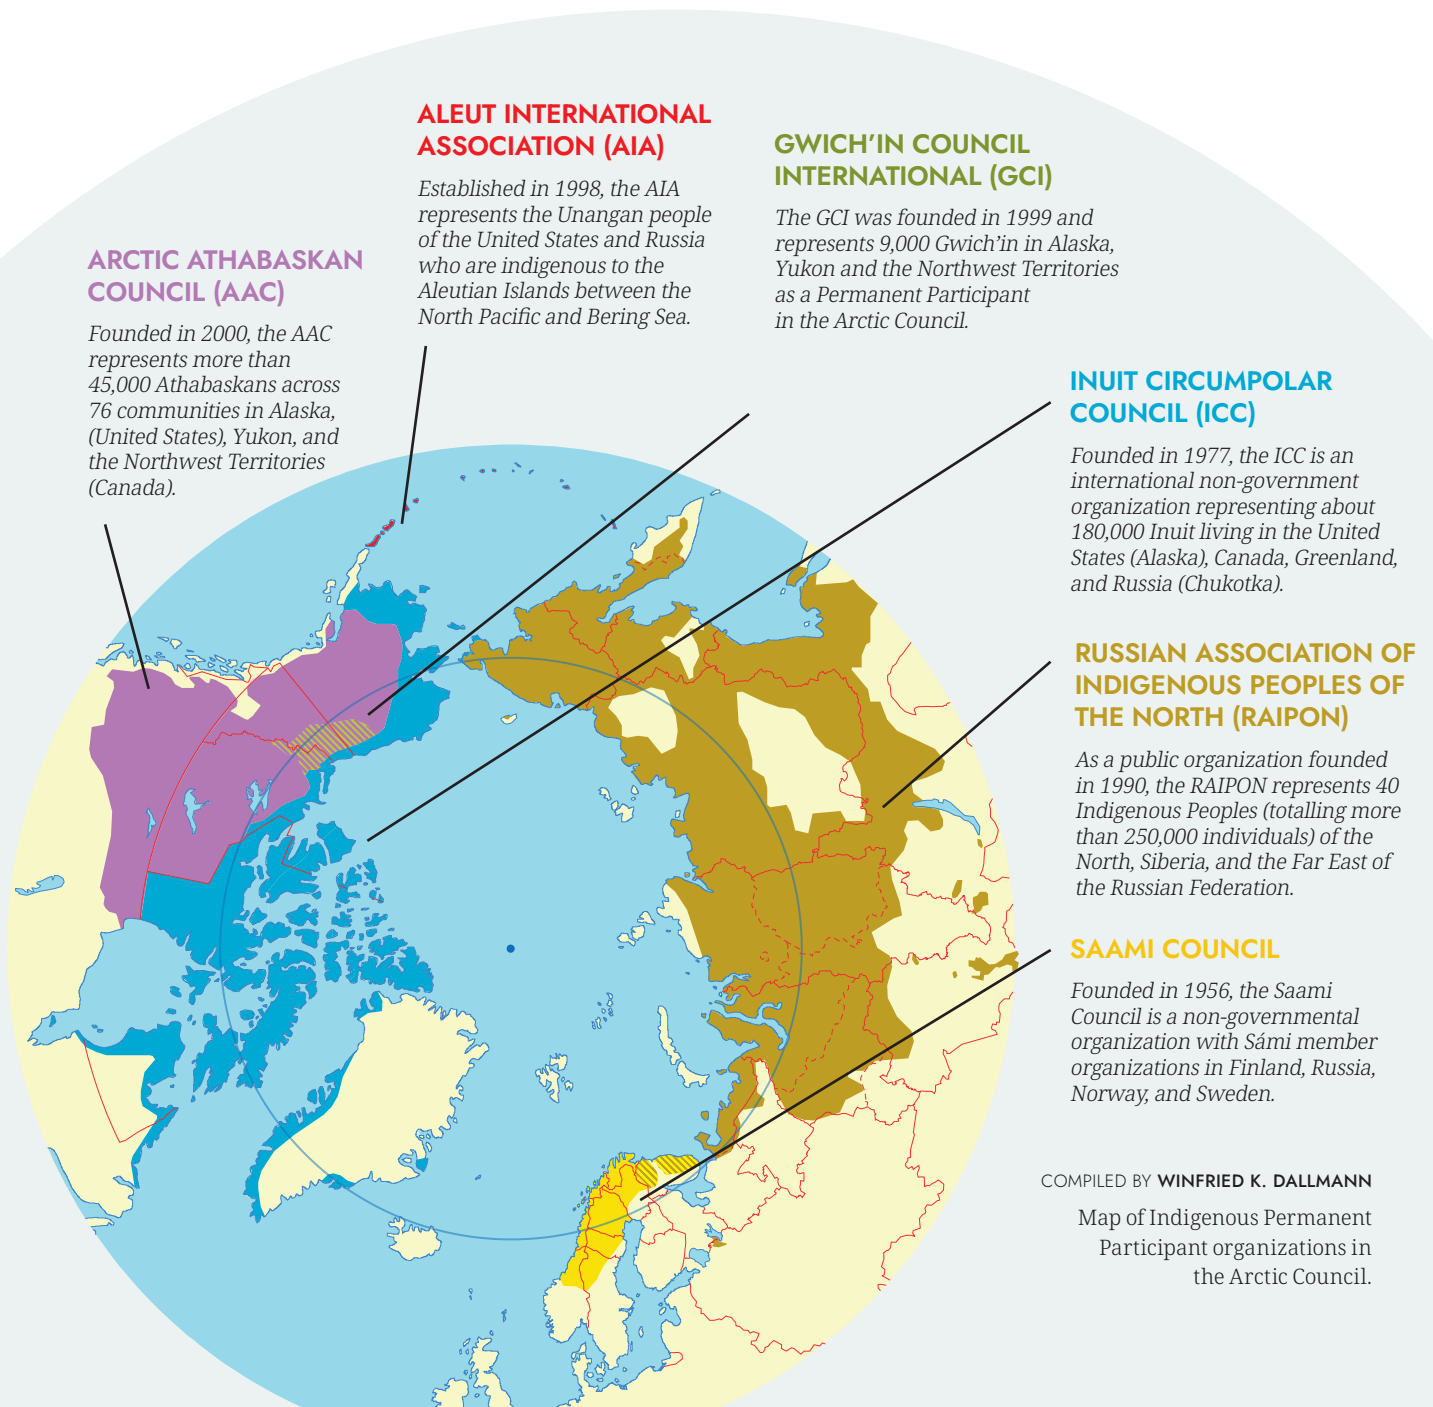 ALEUT INTERNATIONAL
ASSOCIATION (AIA)
Established in 1998, the AIA
represents the Unangan people
of the United States and Russia
who are indigenous to the
Aleutian Islands between the
North Pacific and Bering Sea.
GWICH’IN COUNCIL
INTERNATIONAL (GCI)
The GCI was founded in 1999 and
represents 9,000 Gwich’in in Alaska,
Yukon and the Northwest Territories
as a Permanent Participant
in the Arctic Council.
ARCTIC ATHABASKAN
COUNCIL (AAC)
Founded in 2000, the AAC
represents more than
45,000 Athabaskans across
76 communities in Alaska,
(United States), Yukon, and
the Northwest Territories
(Canada).
INUIT CIRCUMPOLAR
COUNCIL (ICC)
Founded in 1977, the ICC is an
international non-government
organization representing about
180,000 Inuit living in the United
States (Alaska), Canada, Greenland,
and Russia (Chukotka).
RUSSIAN ASSOCIATION OF
INDIGENOUS PEOPLES OF
THE NORTH (RAIPON)
As a public organization founded
in 1990, the RAIPON represents 40
Indigenous Peoples (totalling more
than 250,000 individuals) of the
North, Siberia, and the Far East of
the Russian Federation.
SAAMI COUNCIL
Founded in 1956, the Saami
Council is a non-governmental
organization with Sámi member
organizations in Finland, Russia,
Norway, and Sweden.
COMPILED BY WINFRIED K. DALLMANN
Map of Indigenous Permanent
Participant organizations in
the Arctic Council.